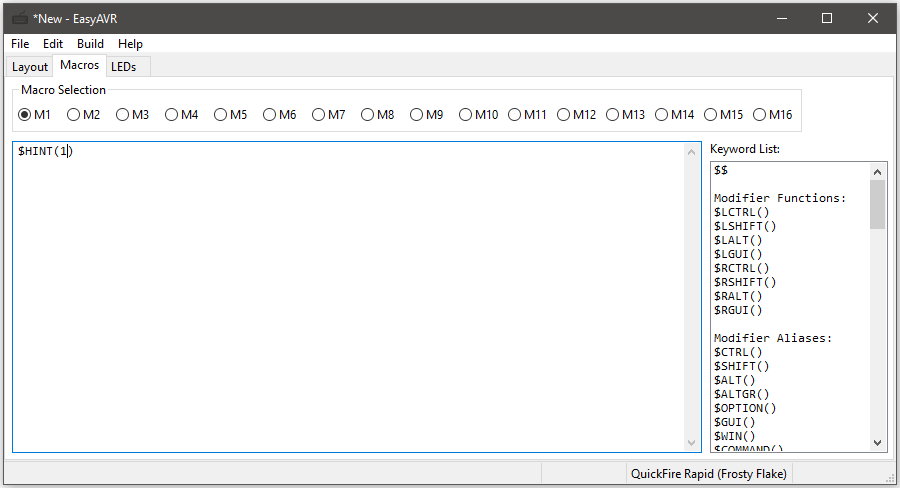 *New - EasyAVR
File Edit Build Help
Layout Macros LEDs
Macro Selection
M1 M2 M3 M4 M5 M6 M7 M8 M9 M10 M11 M12 M13 M14 M15 M16
$HINT(1)
Keyword List:
$$
Modifier Functions:
$LCTRL()
$LSHIFT()
$LALT()
$LGUI()
$RCTRL()
$RSHIFT()
$RALT()
$RGUI()
Modifier Aliases:
$CTRL()
$SHIFT()
$ALT()
$ALTGR()
$OPTION()
$GUI()
$WIN()
$COMMAND()
QuickFire Rapid (Frosty Flake)